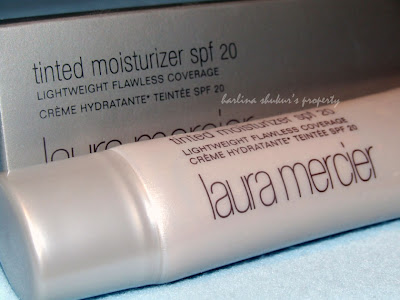 tinted moisturizer spf 20
LIGHTWEIGHT FLAWLESS COVERAGE
CRÈME HYDRATANTE* TEINTÉE SPF 20
harlina shukur's property
laura mercier
tinted moisturizer spf 20
LIGHTWEIGHT FLAWLESS COVERAGE
CRÈME HYDRATANTE* TEINTÉE SPF 20
laura mercier